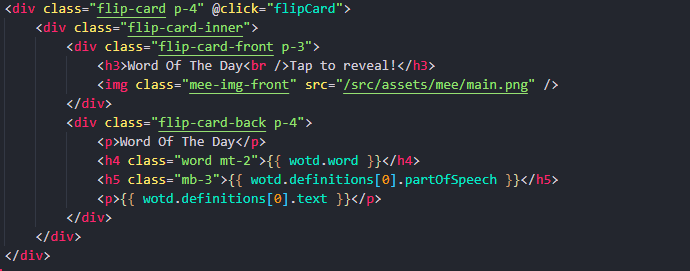 <div class="flip-card p-4" @click="flipCard">
<div class="flip-card-inner">
<div class="flip-card-front p-3">
<h3>Word Of The Day<br />Tap to reveal!</h3>
<img class="mee-img-front" src="/src/assets/mee/main.png" />
</div>
<div class="flip-card-back p-4">
<p>Word Of The Day</p>
<h4 class="word mt-2">{{ wotd.word }}</h4>
<h5 class="mb-3">{{ wotd.definitions[0].partOfSpeech }}</h5>
<p>{{ wotd.definitions[0].text }}</p>
</div>
</div>
</div>